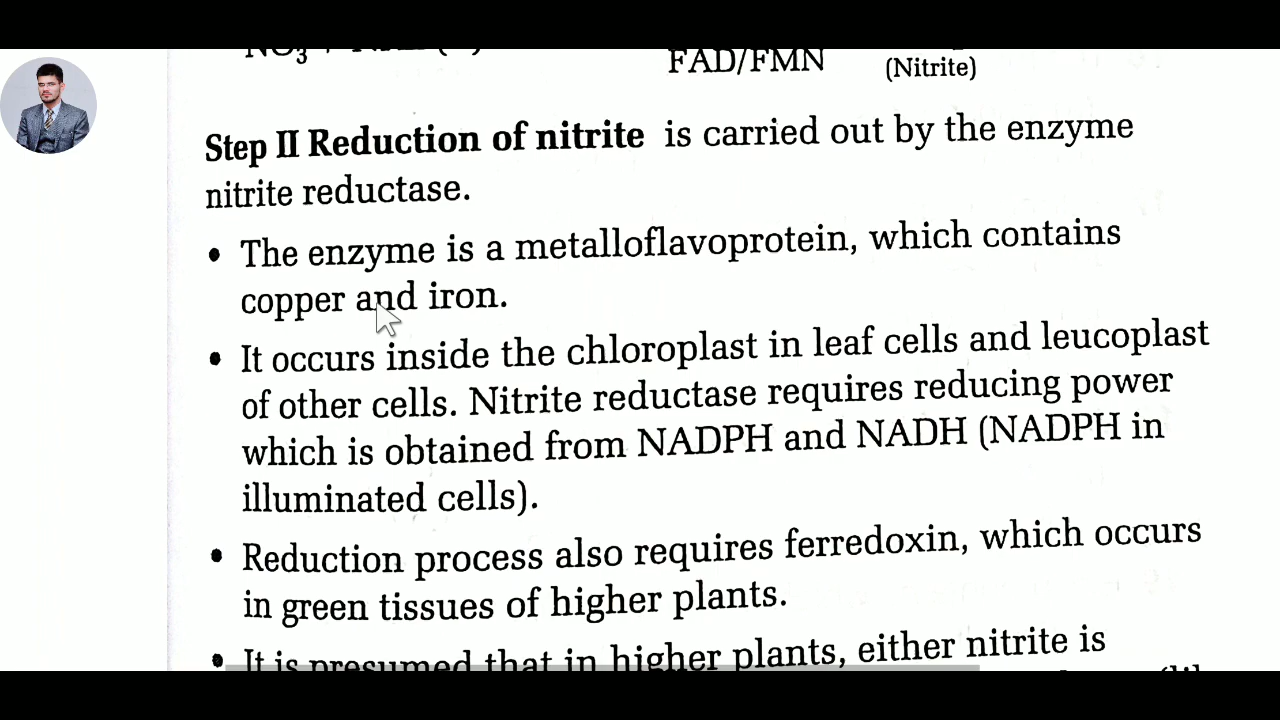 FAD/FMN (Nitrite)
Step II Reduction of nitrite is carried out by the enzyme
nitrite reductase.
• The enzyme is a metalloflavoprotein, which contains
copper and iron.
• It occurs inside the chloroplast in leaf cells and leucoplast
of other cells. Nitrite reductase requires reducing power
which is obtained from NADPH and NADH (NADPH in
illuminated cells).
• Reduction process also requires ferredoxin, which occurs
in green tissues of higher plants.
• It is presumed that in higher plants, either nitrite is